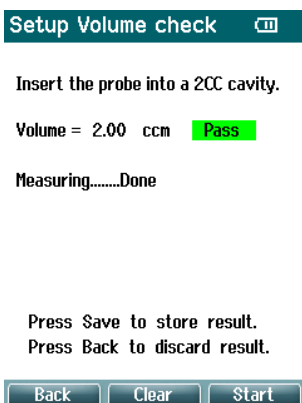 Setup Volume check
Insert the probe into a 2CC cavity.
Volume = 2.00 ccm Pass
Measuring........Done
Press Save to store result.
Press Back to discard result.
Back Clear Start